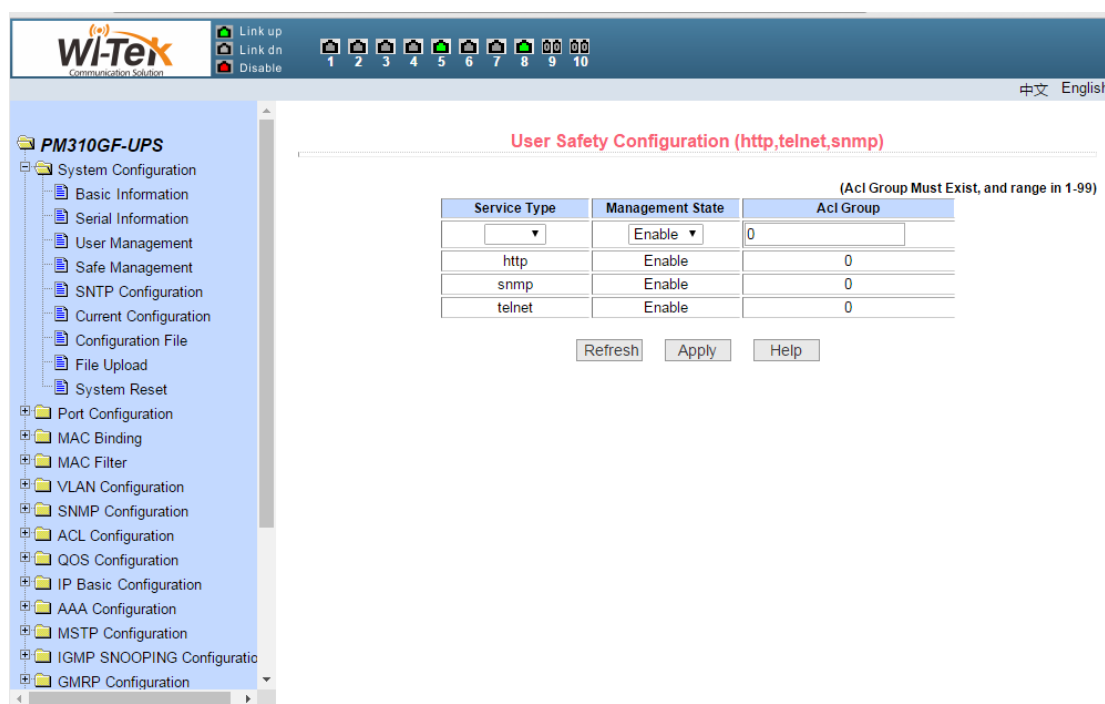 Wi-Tek
Communication Solution
Link up
Link dn
Disable
1 2 3 4 5 6 7 8 9 10
中文 English
PM310GF-UPS
System Configuration
Basic Information
Serial Information
User Management
Safe Management
SNTP Configuration
Current Configuration
Configuration File
File Upload
System Reset
Port Configuration
MAC Binding
MAC Filter
VLAN Configuration
SNMP Configuration
ACL Configuration
QOS Configuration
IP Basic Configuration
AAA Configuration
MSTP Configuration
IGMP SNOOPING Configuratio
GMRP Configuration
User Safety Configuration (http,telnet,snmp)
(Acl Group Must Exist, and range in 1-99)
Service Type Management State Acl Group
Enable 0
http Enable 0
snmp Enable 0
telnet Enable 0
Refresh Apply Help